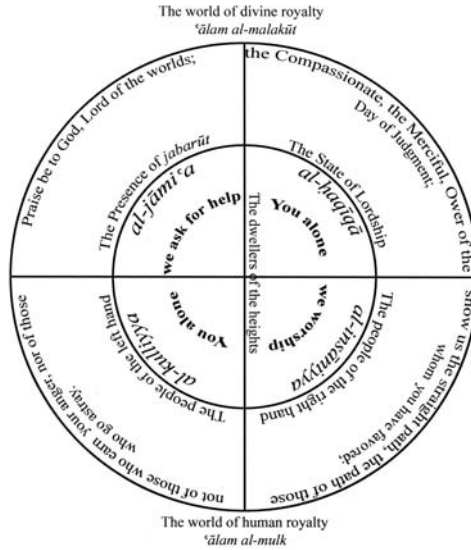 The world of divine royalty
ʿālam al-malakūt
Praise be to God, Lord of the worlds;
the Compassionate, the Merciful, Ower of the
Day of Judgment;
The Presence of jabarūt
al-jāmiʿa
The State of Lordship
al-ḥaqīqā
we ask for help
You alone
The dwellers of the heights
You alone
we worship
al-kulliyya
The people of the left hand
al-insāniyya
The people of the right hand
not of those who earn your anger, nor of those
who go astray;
show us the straight path, the path of those
whom you have favored;
The world of human royalty
ʿālam al-mulk